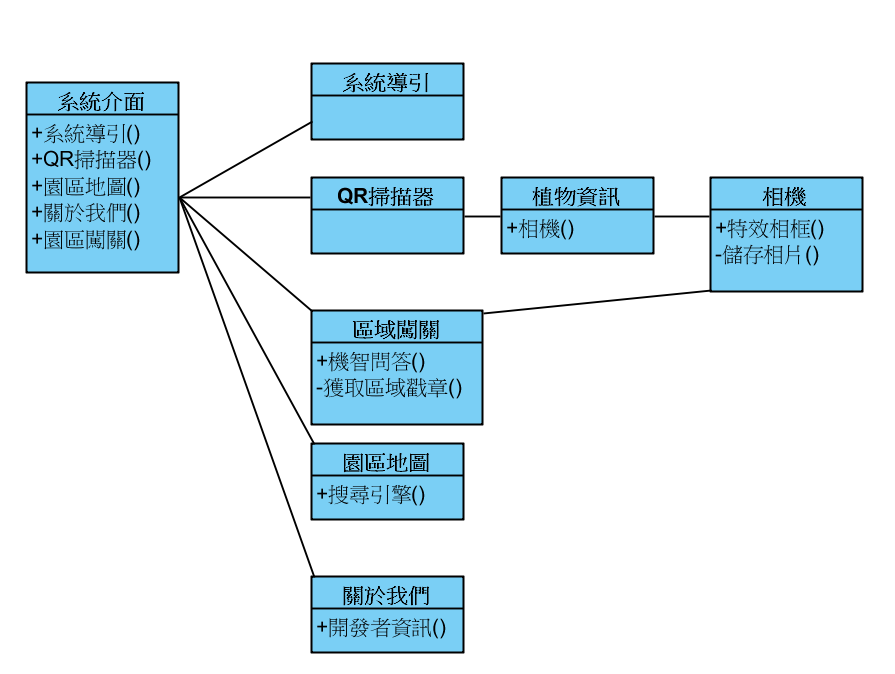 系統介面
+系統導引()
+QR掃描器()
+園區地圖()
+關於我們()
+園區闖關()
系統導引
QR掃描器
植物資訊
+相機()
相機
+特效相框()
-儲存相片()
區域闖關
+機智問答()
-獲取區域戳章()
園區地圖
+搜尋引擎()
關於我們
+開發者資訊()